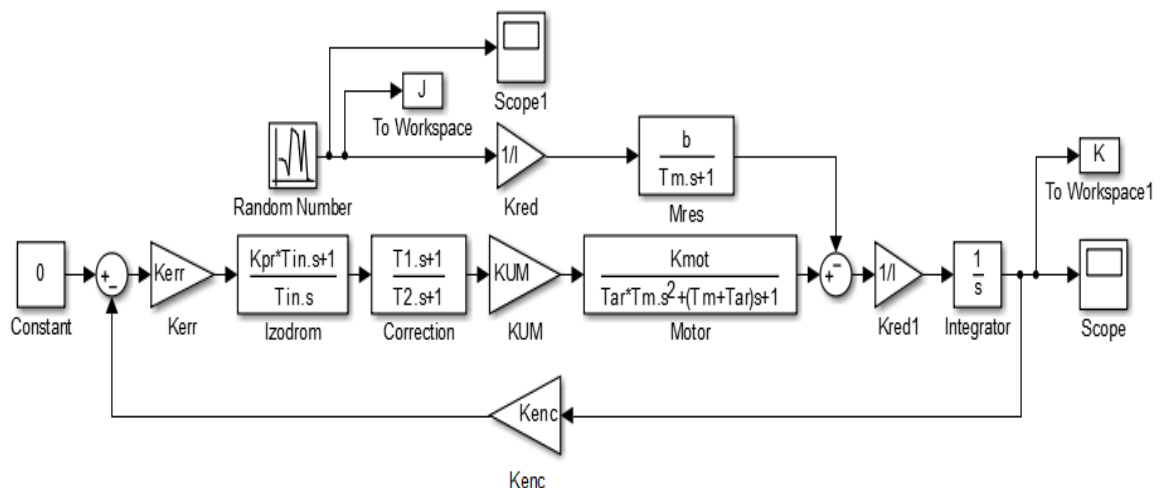 Scope1
J
To Workspace
Random Number
1/I
Kred
b
Tm.s+1
Mres
K
To Workspace1
0
Constant
+
−
Kerr
Kerr
Kpr*Tin.s+1
Tin.s
Izodrom
T1.s+1
T2.s+1
Correction
KUM
KUM
Kmot
Tar*Tm.s2+(Tm+Tar)s+1
Motor
+
−
1/I
Kred1
1
s
Integrator
Scope
Kenc
Kenc